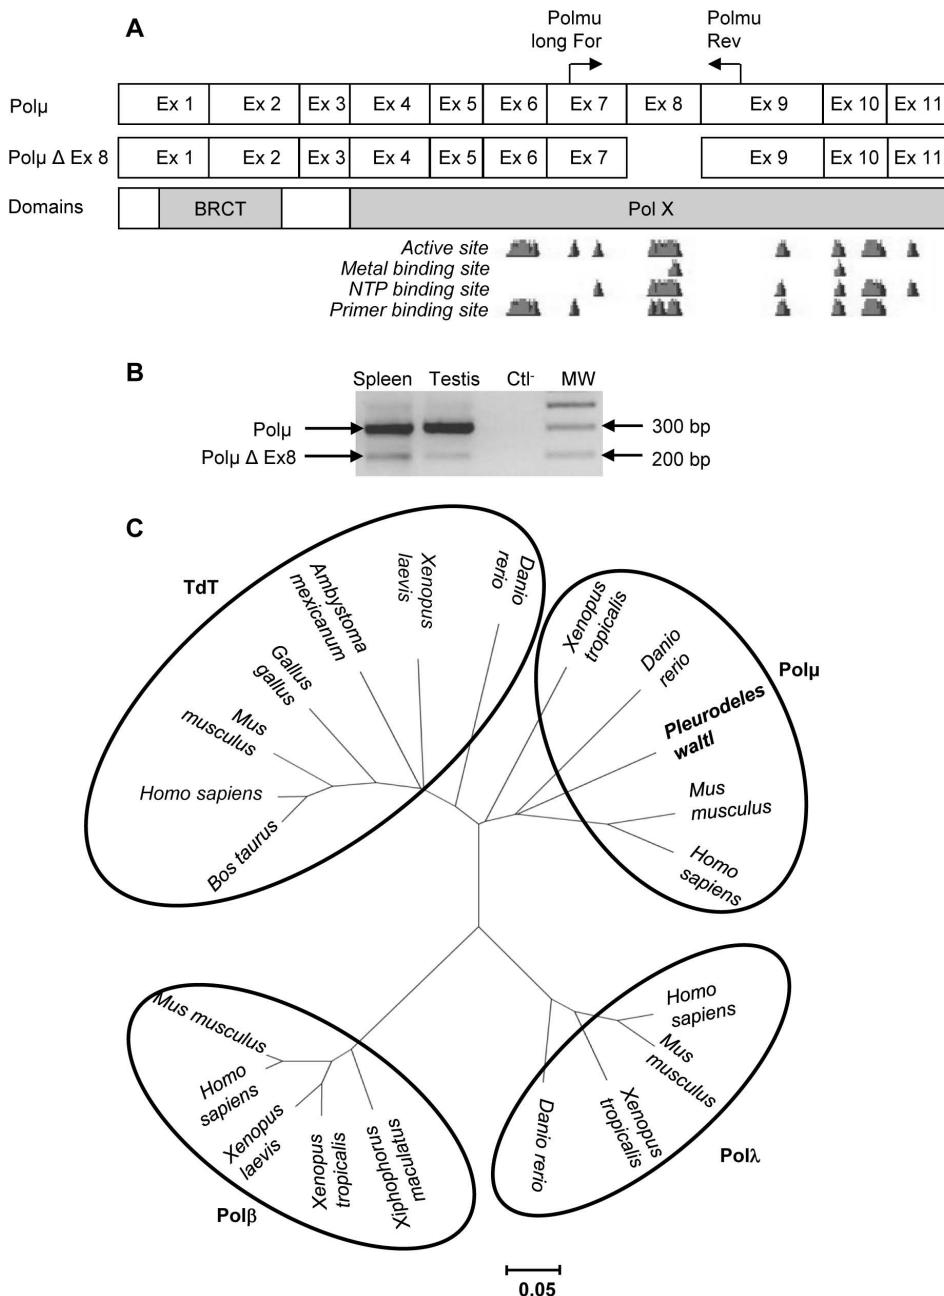 A
Polmu
long For
Polmu
Rev
Polµ
Ex 1 Ex 2 Ex 3 Ex 4 Ex 5 Ex 6 Ex 7 Ex 8 Ex 9 Ex 10 Ex 11
Polµ Δ Ex 8
Ex 1 Ex 2 Ex 3 Ex 4 Ex 5 Ex 6 Ex 7 Ex 9 Ex 10 Ex 11
Domains
BRCT
Pol X
Active site
Metal binding site
NTP binding site
Primer binding site
B
Spleen Testis Ctl- MW
Polµ
300 bp
Polµ Δ Ex8
200 bp
C
TdT
Danio
rerio
Xenopus
laevis
Ambystoma
mexicanum
Gallus
gallus
Mus
musculus
Homo sapiens
Bos taurus
Polµ
Xenopus
tropicalis
Danio
rerio
Pleurodeles
waltl
Mus
musculus
Homo
sapiens
Mus musculus
Homo
sapiens
Xenopus
laevis
Xenopus
tropicalis
Xiphophorus
maculatus
Polβ
Homo
sapiens
Mus
musculus
Xenopus
tropicalis
Danio rerio
Polλ
0.05